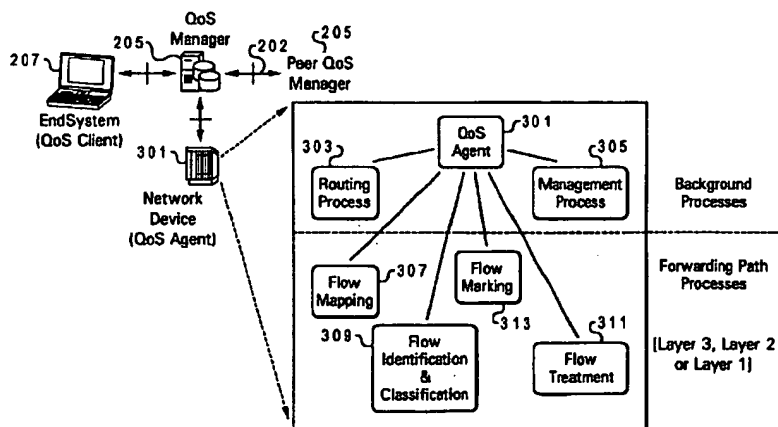 QoS
Manager
205
207
202
205
Peer QoS
Manager
EndSystem
(QoS Client)
301
Network
Device
(QoS Agent)
301
QoS
Agent
303
Routing
Process
305
Management
Process
Background
Processes
Flow
Mapping
307
Flow
Marking
313
Forwarding Path
Processes
309
Flow
Identification
&
Classification
311
Flow
Treatment
[Layer 3, Layer 2
or Layer 1]